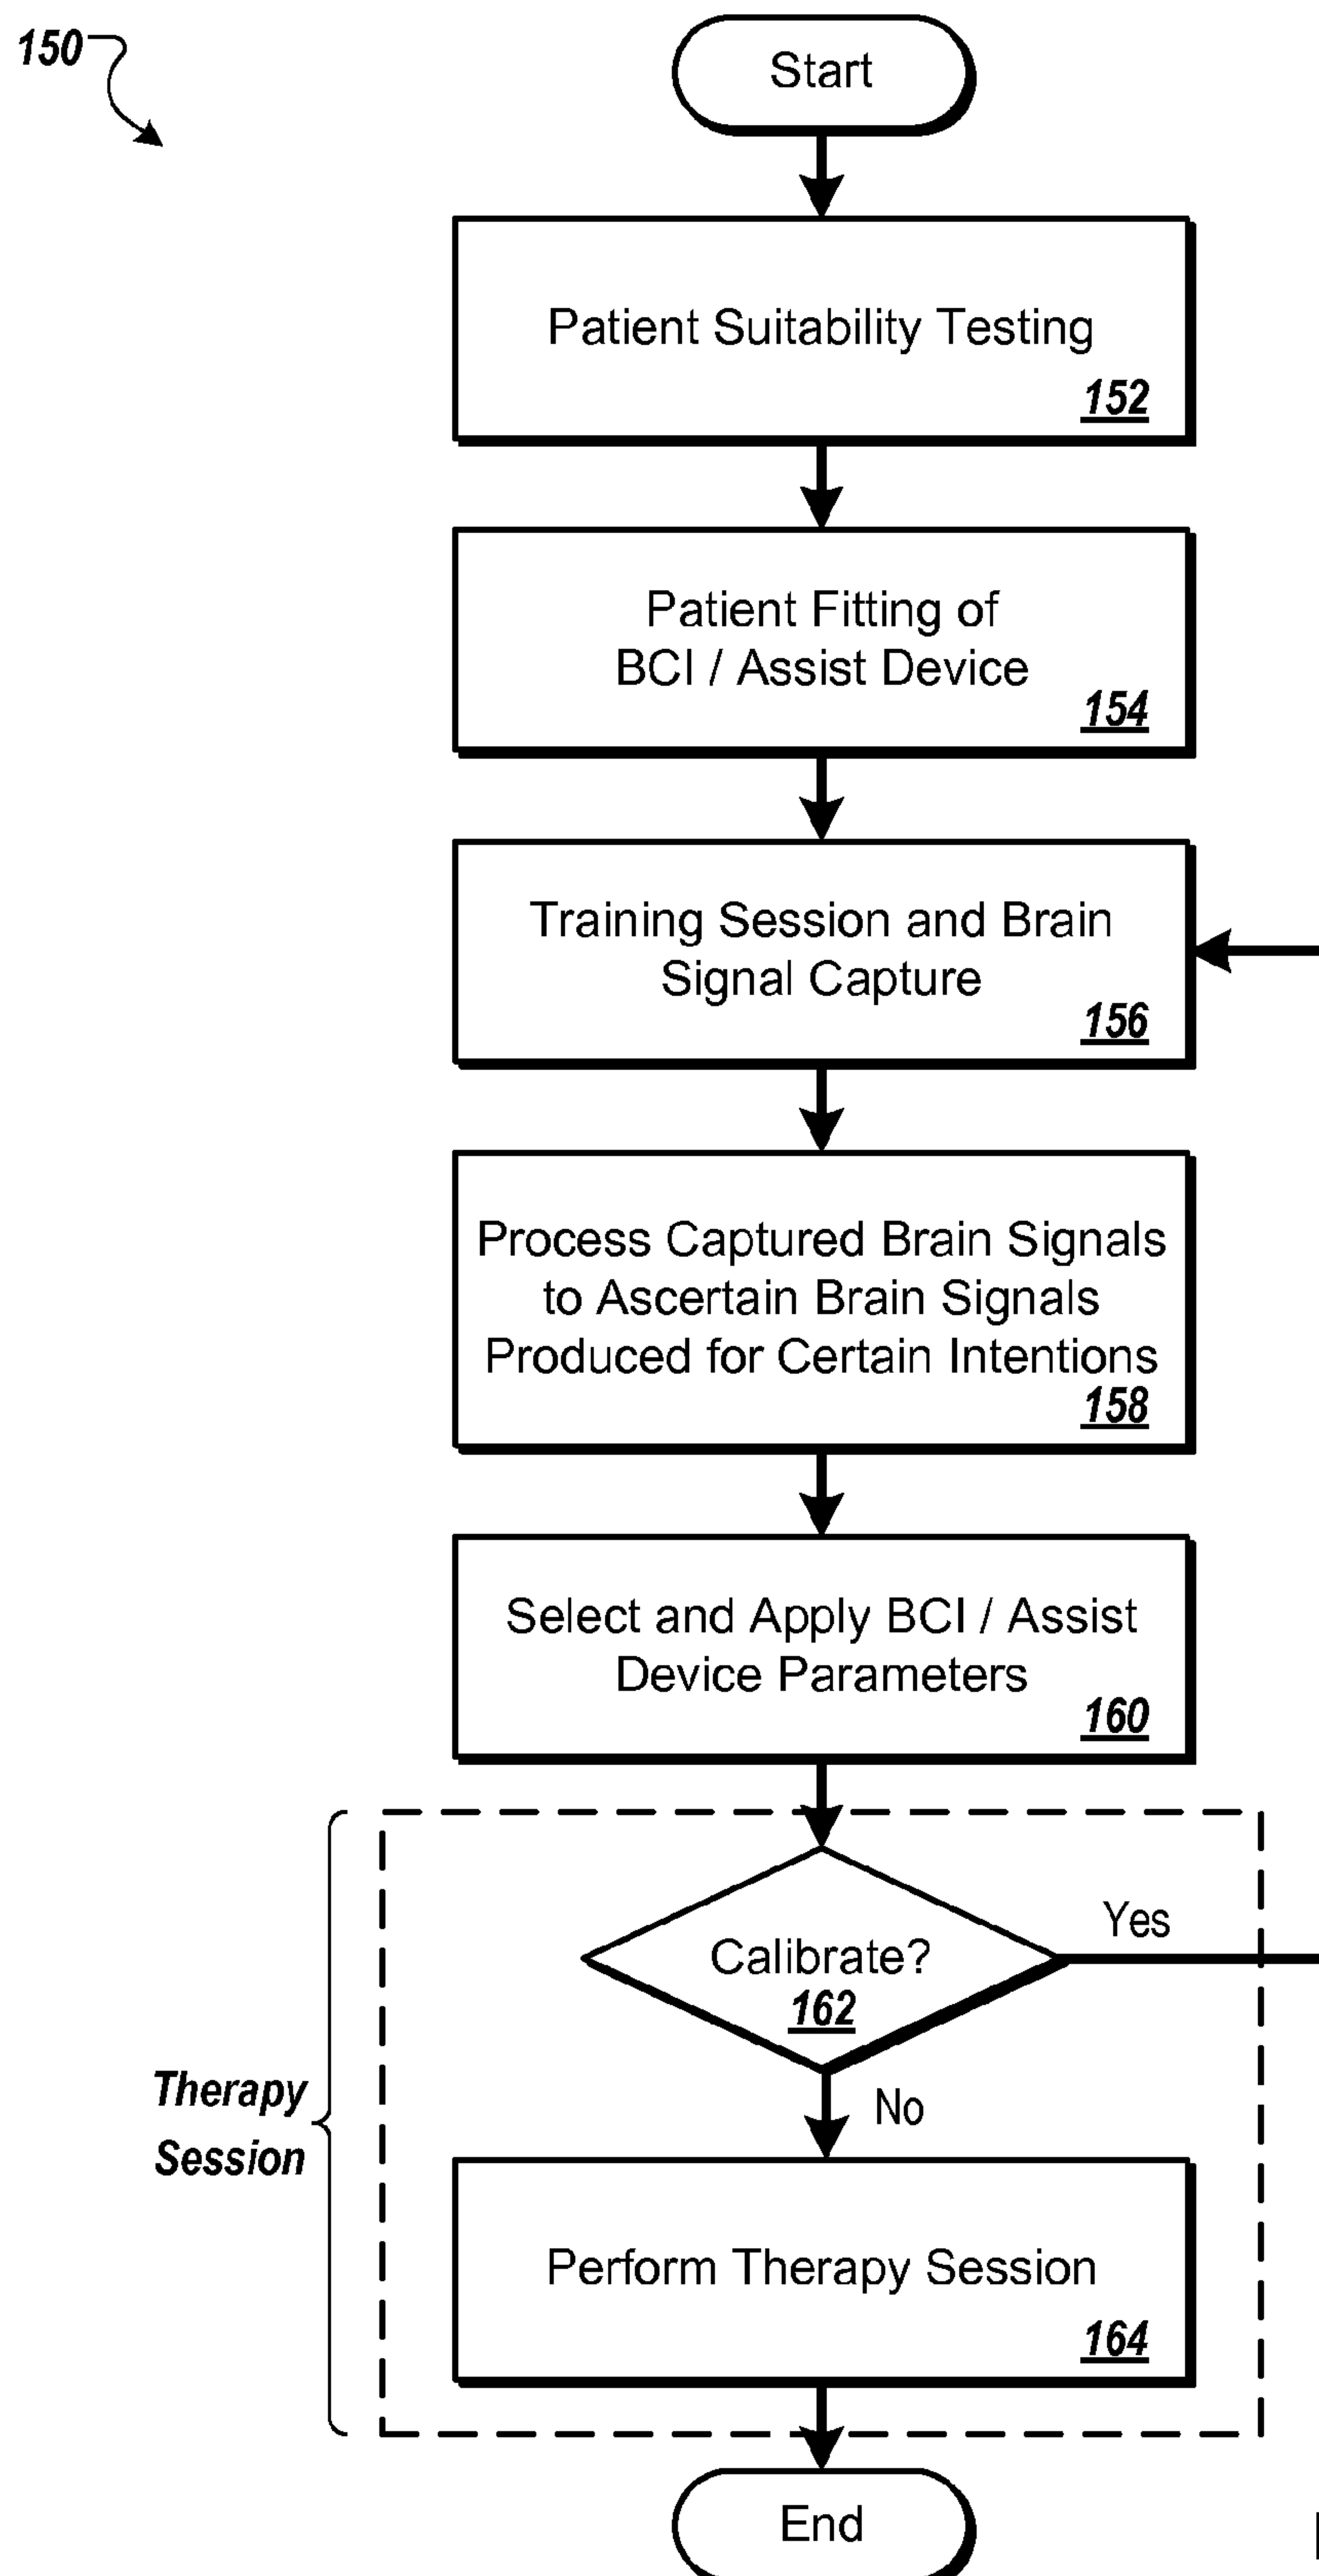 150
Start
Patient Suitability Testing
152
Patient Fitting of
BCI / Assist Device
154
Training Session and Brain
Signal Capture
156
Process Captured Brain Signals
to Ascertain Brain Signals
Produced for Certain Intentions
158
Select and Apply BCI / Assist
Device Parameters
160
Calibrate?
162
Yes
No
Therapy
Session
Perform Therapy Session
164
End